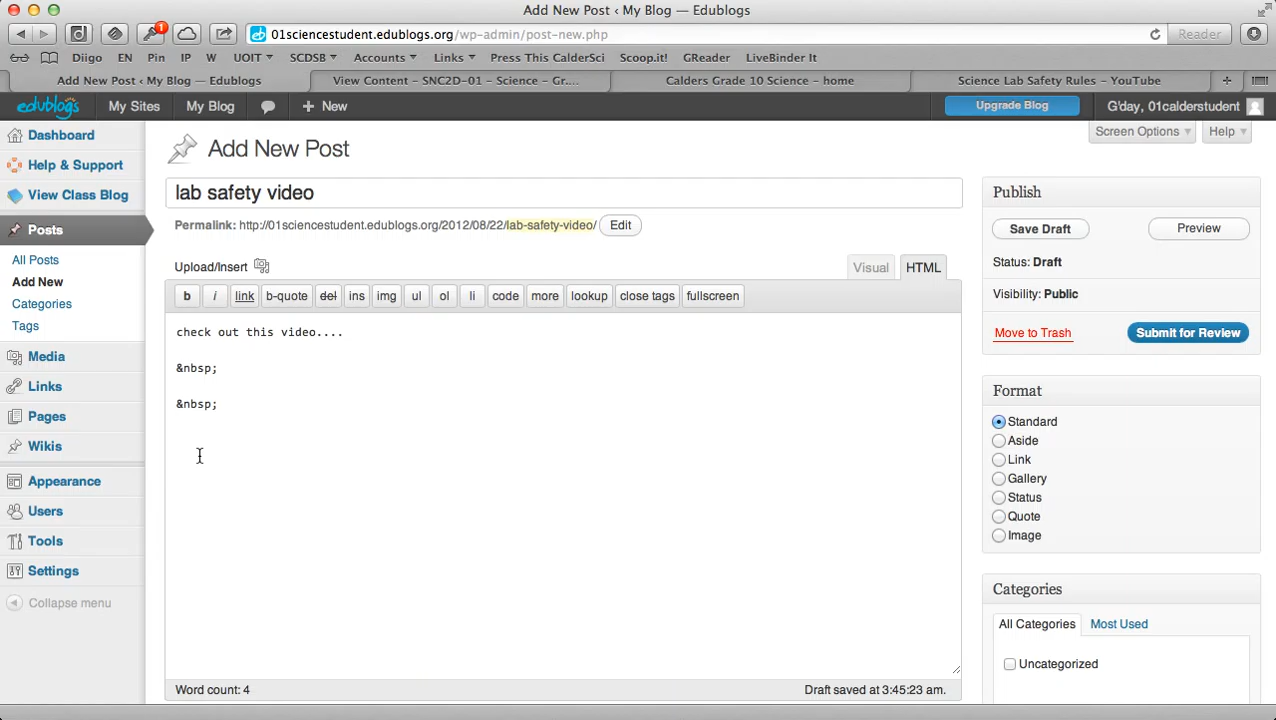 Add New Post ‹ My Blog — Edublogs
01sciencestudent.edublogs.org/wp-admin/post-new.php
Reader
Diigo EN Pin IP W UOIT SCDSB Accounts Links Press This CalderSci Scoop.it! GReader LiveBinder It
1
Add New Post ‹ My Blog — Edublogs
View Content – SNC2D–01 – Science – Gr....
Calders Grade 10 Science – home
Science Lab Safety Rules – YouTube
edublogs My Sites My Blog + New Upgrade Blog G'day, 01calderstudent
Dashboard
Help & Support
View Class Blog
Posts
All Posts
Add New
Categories
Tags
Media
Links
Pages
Wikis
Appearance
Users
Tools
Settings
Collapse menu
Screen Options Help
Add New Post
lab safety video
Permalink: http://01sciencestudent.edublogs.org/2012/08/22/lab-safety-video/ Edit
Upload/Insert
Visual HTML
b i link b-quote del ins img ul ol li code more lookup close tags fullscreen
check out this video....
&nbsp;
&nbsp;
Word count: 4
Draft saved at 3:45:23 am.
Publish
Save Draft Preview
Status: Draft
Visibility: Public
Move to Trash Submit for Review
Format
Standard
Aside
Link
Gallery
Status
Quote
Image
Categories
All Categories Most Used
Uncategorized